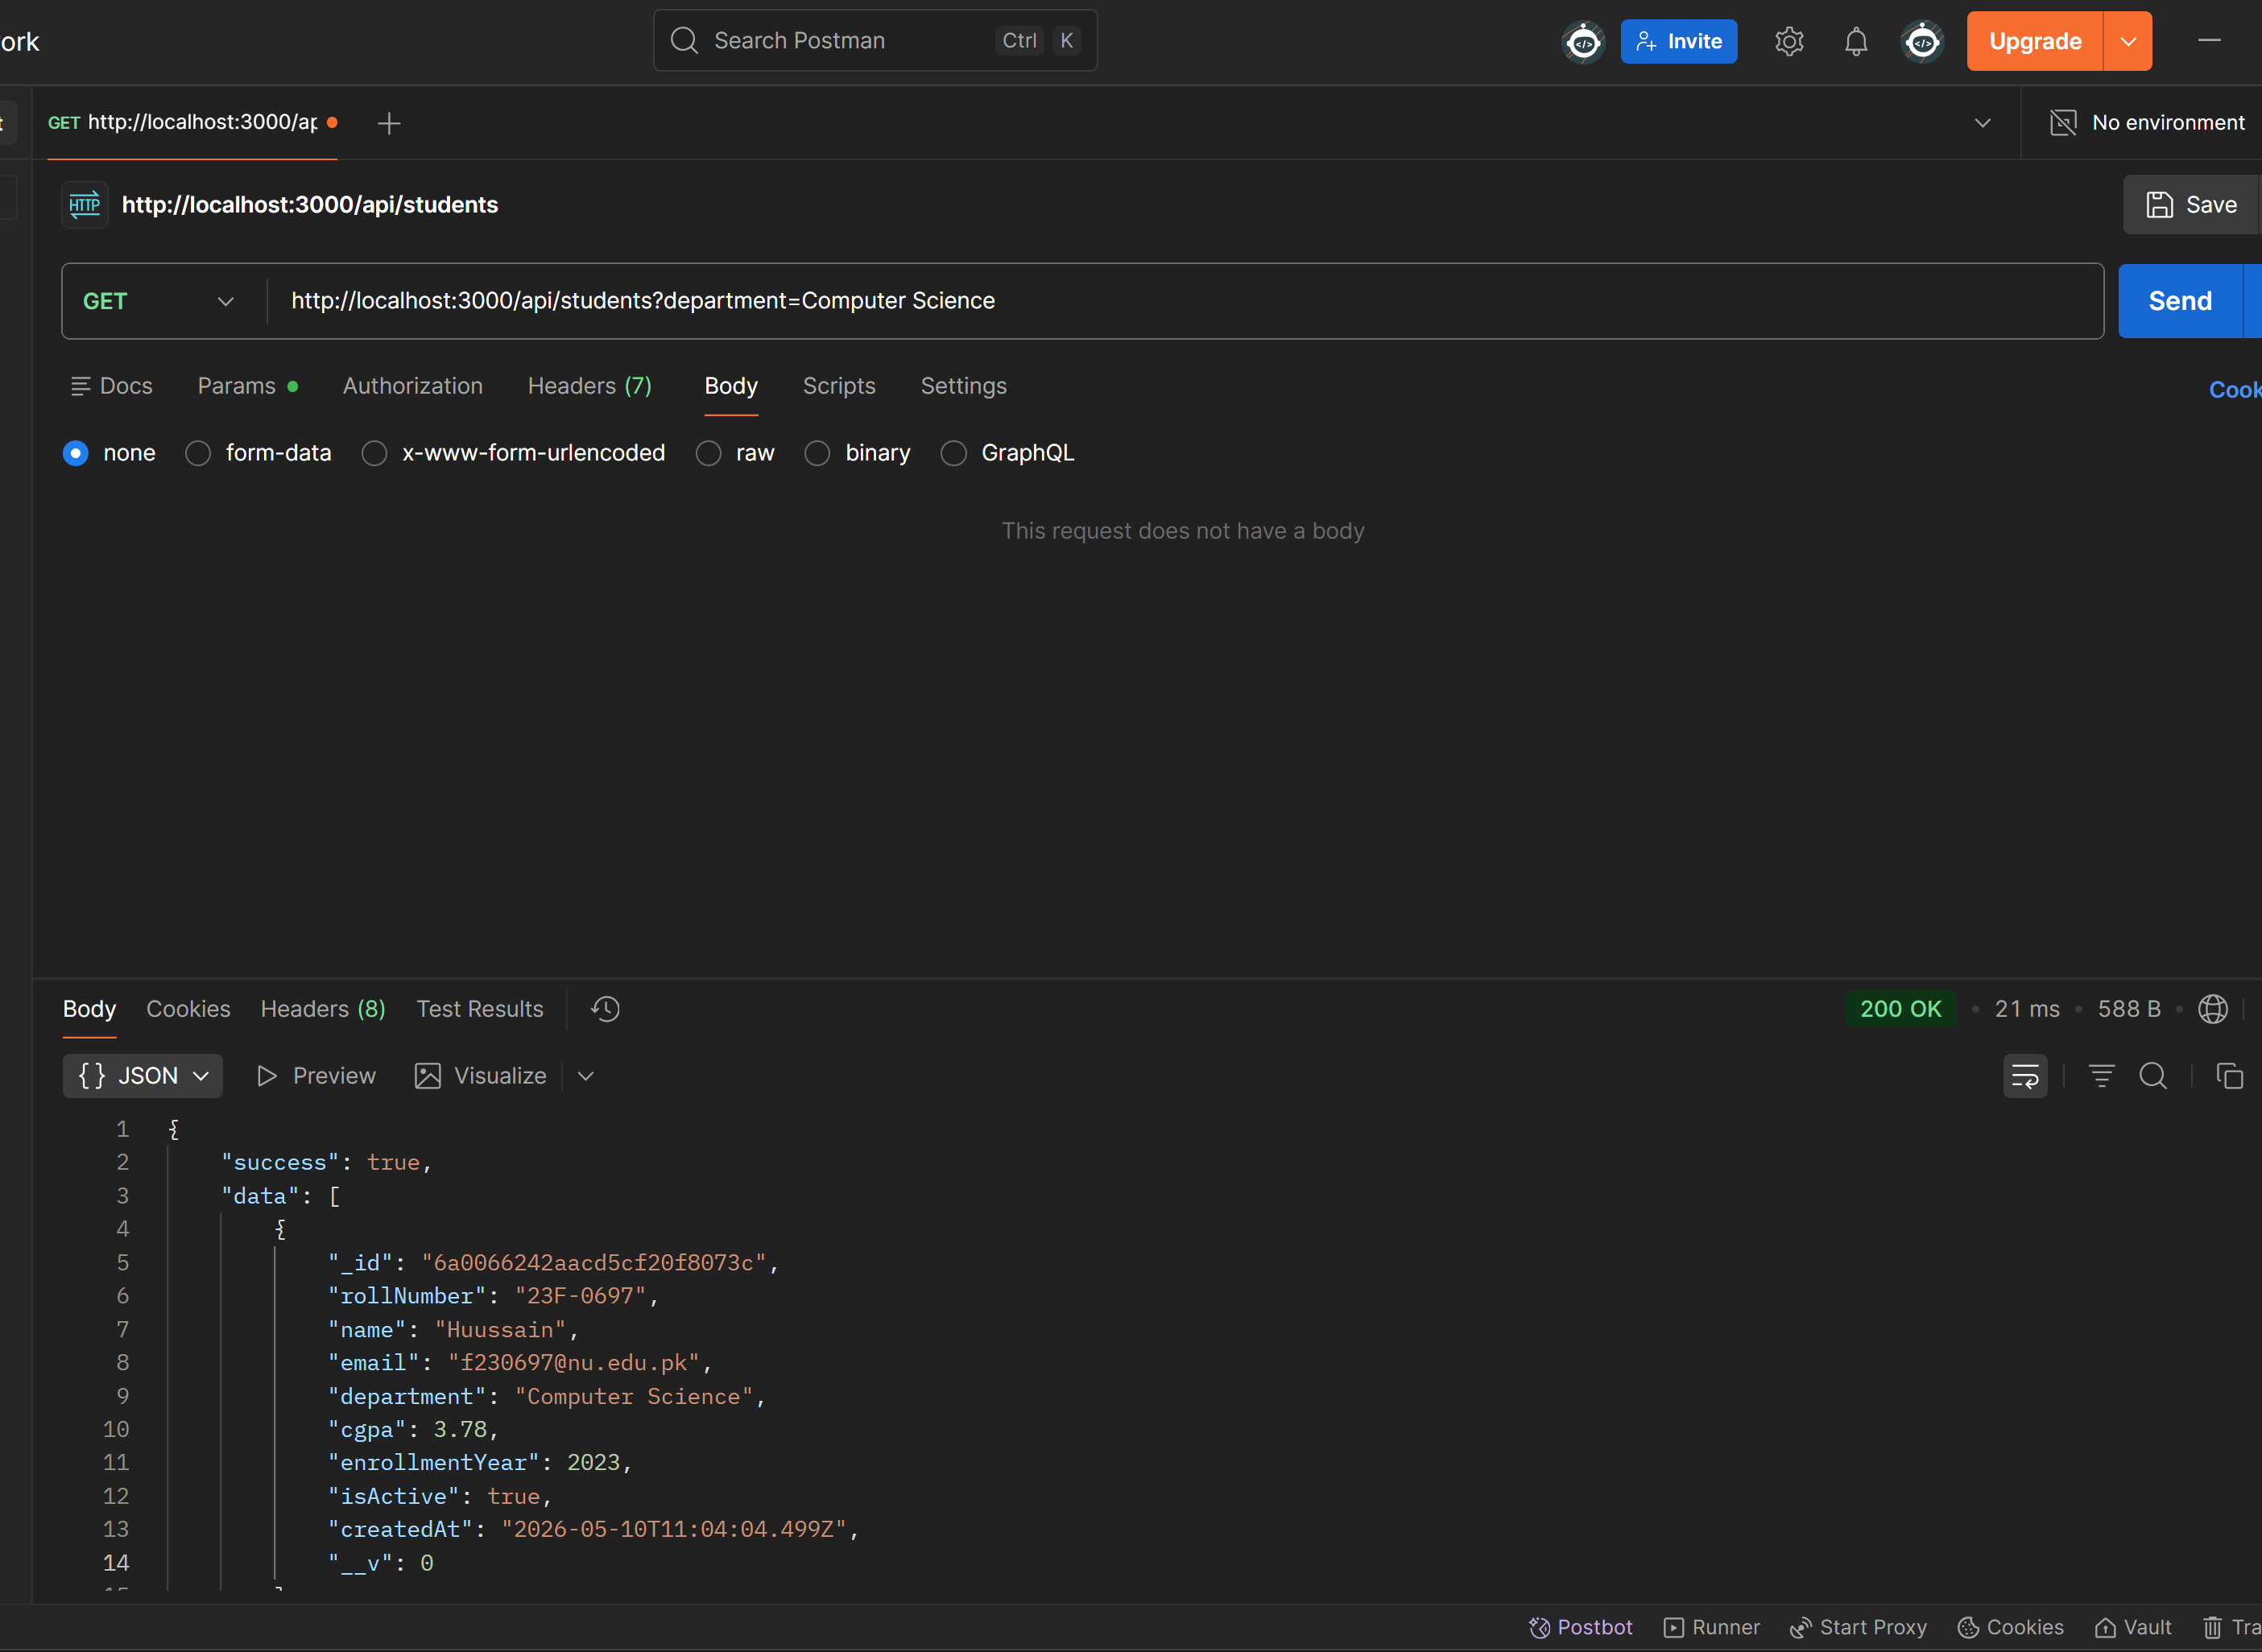 ork
Search Postman
Ctrl K
Invite
Upgrade
GET http://localhost:3000/ap
No environment
HTTP
http://localhost:3000/api/students
Save
GET
http://localhost:3000/api/students?department=Computer Science
Send
Docs
Params
Authorization
Headers (7)
Body
Scripts
Settings
Cook
none
form-data
x-www-form-urlencoded
raw
binary
GraphQL
This request does not have a body
Body
Cookies
Headers (8)
Test Results
200 OK
21 ms
588 B
{} JSON
Preview
Visualize
1 {
2 "success": true,
3 "data": [
4 {
5 "_id": "6a0066242aacd5cf20f8073c",
6 "rollNumber": "23F-0697",
7 "name": "Huussain",
8 "email": "f230697@nu.edu.pk",
9 "department": "Computer Science",
10 "cgpa": 3.78,
11 "enrollmentYear": 2023,
12 "isActive": true,
13 "createdAt": "2026-05-10T11:04:04.499Z",
14 "__v": 0
Postbot
Runner
Start Proxy
Cookies
Vault
Tra